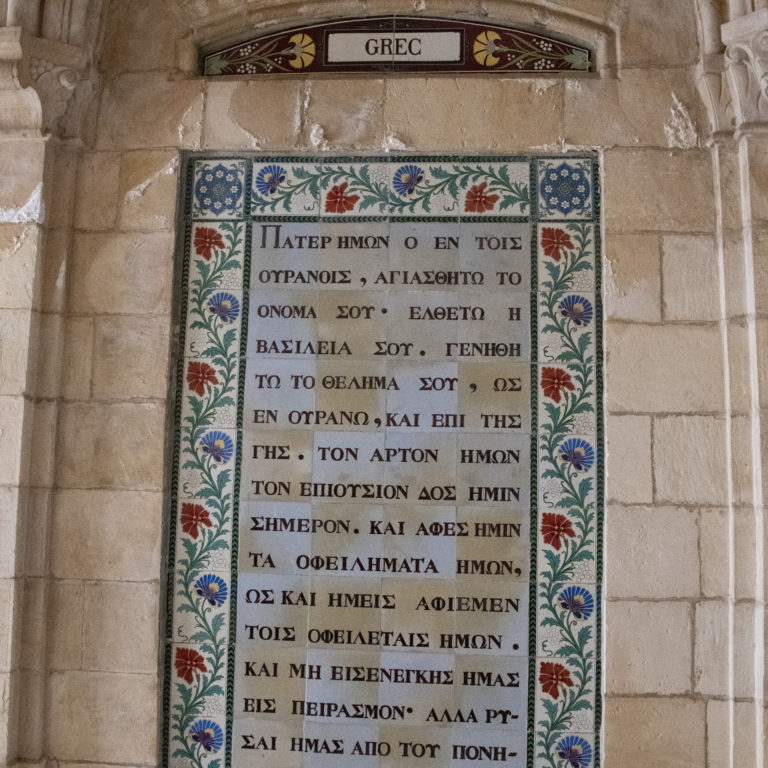 GREC
ΠΑΤΕΡ ΗΜΩΝ Ο ΕΝ ΤΟΙΣ
ΟΥΡΑΝΟΙΣ, ΑΓΙΑΣΘΗΤΩ ΤΟ
ΟΝΟΜΑ ΣΟΥ· ΕΛΘΕΤΩ Η
ΒΑΣΙΛΕΙΑ ΣΟΥ. ΓΕΝΗΘΗ
ΤΩ ΤΟ ΘΕΛΗΜΑ ΣΟΥ, ΩΣ
ΕΝ ΟΥΡΑΝΩ, ΚΑΙ ΕΠΙ ΤΗΣ
ΓΗΣ. ΤΟΝ ΑΡΤΟΝ ΗΜΩΝ
ΤΟΝ ΕΠΙΟΥΣΙΟΝ ΔΟΣ ΗΜΙΝ
ΣΗΜΕΡΟΝ. ΚΑΙ ΑΦΕΣ ΗΜΙΝ
ΤΑ ΟΦΕΙΛΗΜΑΤΑ ΗΜΩΝ,
ΩΣ ΚΑΙ ΗΜΕΙΣ ΑΦΙΕΜΕΝ
ΤΟΙΣ ΟΦΕΙΛΕΤΑΙΣ ΗΜΩΝ.
ΚΑΙ ΜΗ ΕΙΣΕΝΕΓΚΗΣ ΗΜΑΣ
ΕΙΣ ΠΕΙΡΑΣΜΟΝ· ΑΛΛΑ ΡΥ-
ΣΑΙ ΗΜΑΣ ΑΠΟ ΤΟΥ ΠΟΝΗ-